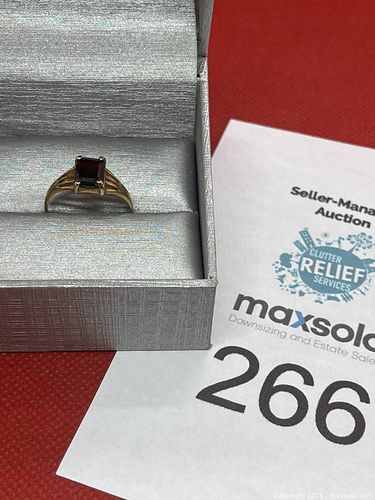 Seller-Mana
Auction
CLUTTER
RELIEF
SERVICES
maxsold
Downsizing and Estate Sale
266